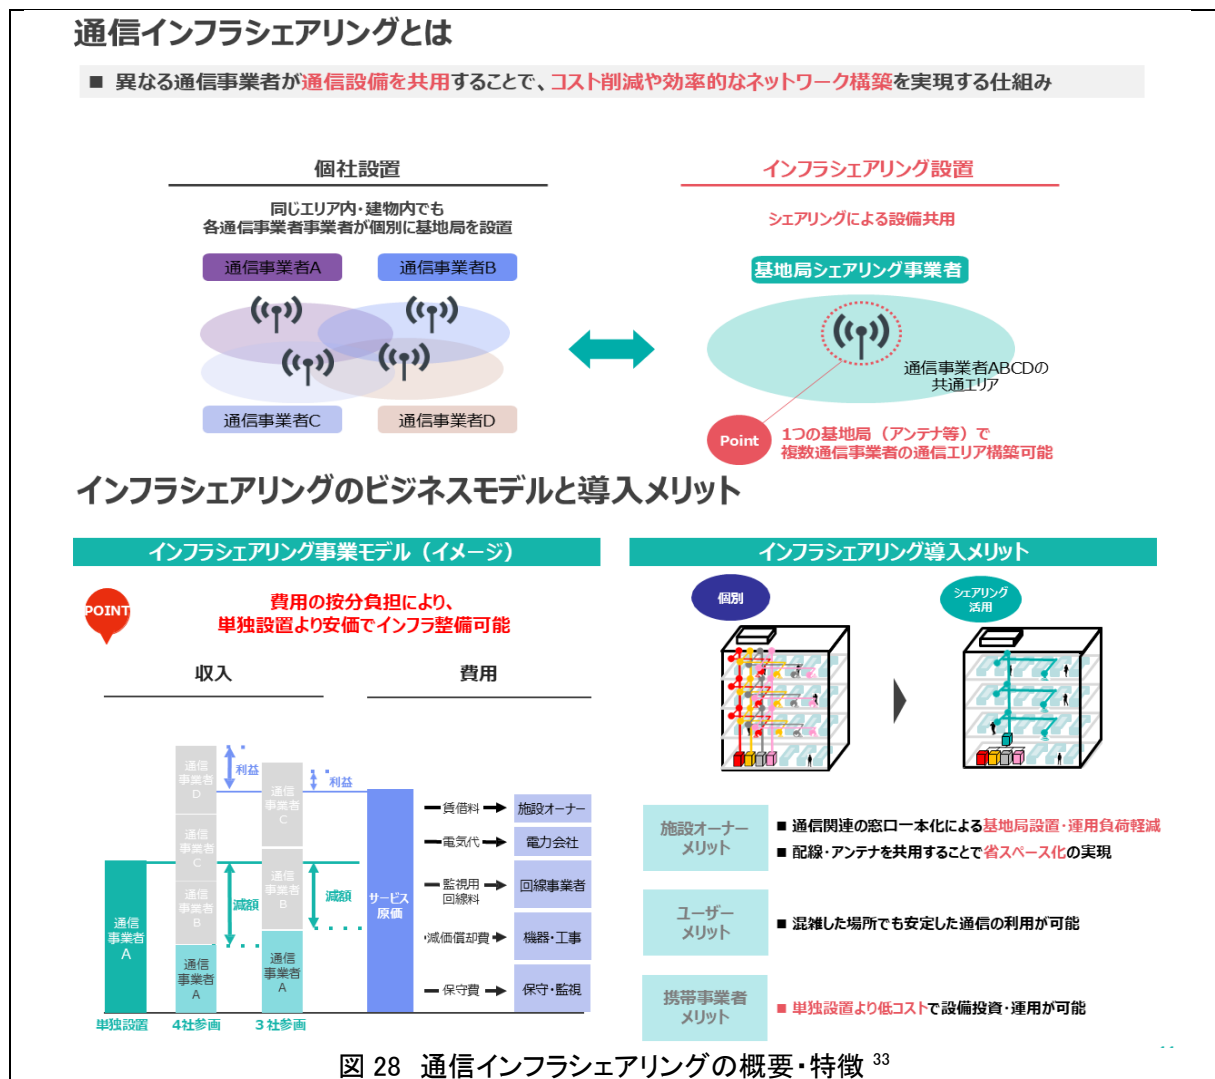 通信インフラシェアリングとは
■ 異なる通信事業者が通信設備を共用することで、コスト削減や効率的なネットワーク構築を実現する仕組み
個社設置
同じエリア内・建物内でも
各通信事業者事業者が個別に基地局を設置
通信事業者A
通信事業者B
通信事業者C
通信事業者D
インフラシェアリング設置
シェアリングによる設備共用
基地局シェアリング事業者
通信事業者ABCDの
共通エリア
Point
1つの基地局（アンテナ等）で
複数通信事業者の通信エリア構築可能
インフラシェアリングのビジネスモデルと導入メリット
インフラシェアリング事業モデル（イメージ）
POINT
費用の按分負担により、
単独設置より安価でインフラ整備可能
収入
費用
通信
事業者
A
単独設置
通信
事業者
D
通信
事業者
C
通信
事業者
B
通信
事業者
A
4社参画
利益
減額
通信
事業者
C
通信
事業者
B
通信
事業者
A
3社参画
利益
減額
サービス
原価
賃借料
施設オーナー
電気代
電力会社
監視用
回線料
回線事業者
減価償却費
機器・工事
保守費
保守・監視
インフラシェアリング導入メリット
個別
シェアリング
活用
施設オーナー
メリット
■ 通信関連の窓口一本化による基地局設置・運用負荷軽減
■ 配線・アンテナを共用することで省スペース化の実現
ユーザー
メリット
■ 混雑した場所でも安定した通信の利用が可能
携帯事業者
メリット
■ 単独設置より低コストで設備投資・運用が可能
図 28 通信インフラシェアリングの概要・特徴 33